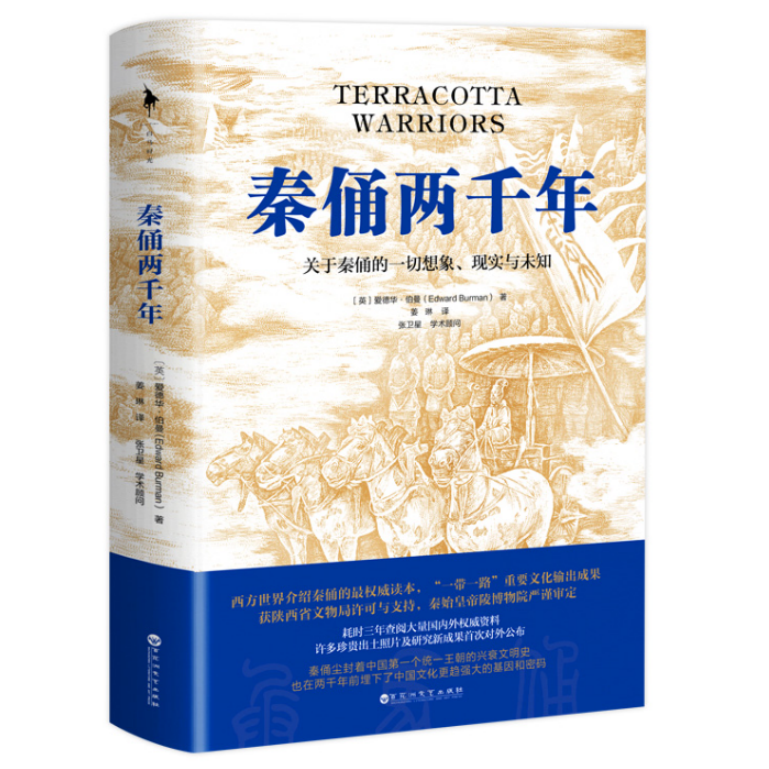 TERRACOTTA
WARRIORS
秦俑两千年
关于秦俑的一切想象、现实与未知
［英］爱德华·伯曼（Edward Burman）著
姜琳 译
张卫星 学术顾问
西方世界介绍秦俑的最权威读本、“一带一路”重要文化输出成果
获陕西省文物局许可与支持，秦始皇帝陵博物院严谨审定
耗时三年查阅大量国内外权威资料
许多珍贵出土照片及研究新成果首次对外公布
秦俑尘封着中国第一个统一王朝的兴衰文明史
也在两千年前埋下了中国文化更趋强大的基因和密码
百花洲文艺出版社
秦俑两千年
［英］爱德华·伯曼（Edward Burman）著
姜琳 译
张卫星 学术顾问